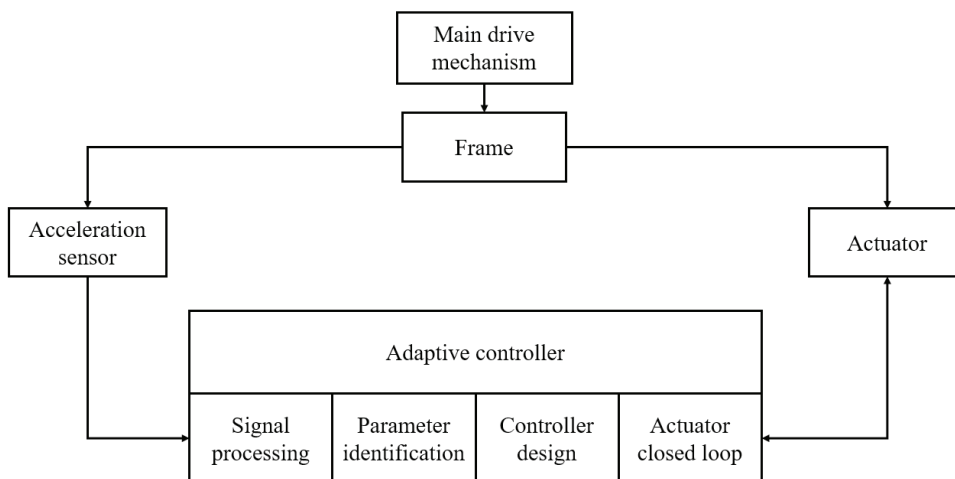 Main drive
mechanism
Frame
Acceleration
sensor
Actuator
Adaptive controller
Signal
processing
Parameter
identification
Controller
design
Actuator
closed loop